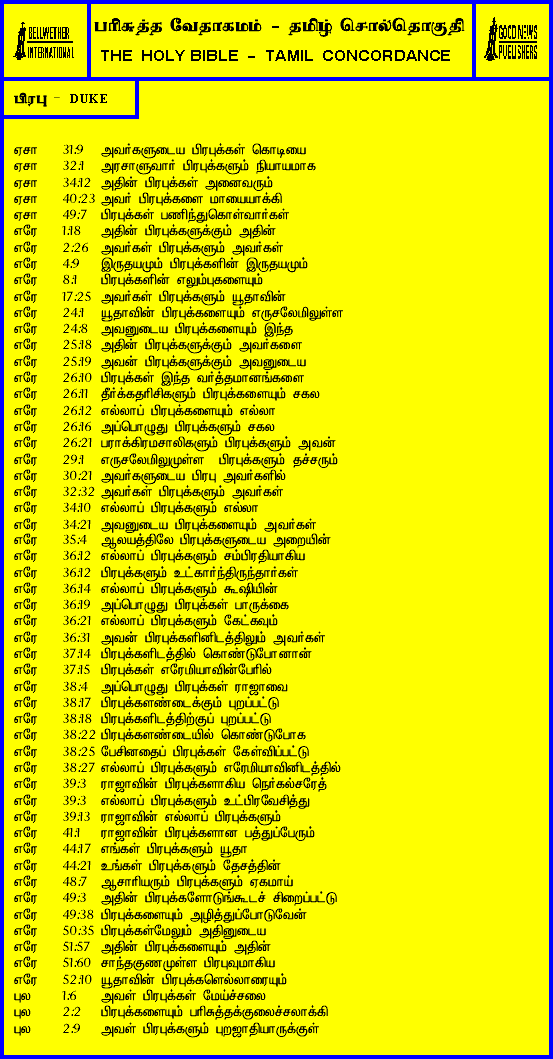 BELLWETHER
INTERNATIONAL
பரிசுத்த வேதாகமம் - தமிழ் சொல்தொகுதி
THE HOLY BIBLE - TAMIL CONCORDANCE
GOOD NEWS
PUBLISHERS
பிரபு - DUKE
ஏசா 31:9 அவர்களுடைய பிரபுக்கள் கொடியை
ஏசா 32:1 அரசாளுவார் பிரபுக்களும் நியாயமாக
ஏசா 34:12 அதின் பிரபுக்கள் அனைவரும்
ஏசா 40:23 அவர் பிரபுக்களை மாயையாக்கி
ஏசா 49:7 பிரபுக்கள் பணிந்துகொள்வார்கள்
எரே 1:18 அதின் பிரபுக்களுக்கும் அதின்
எரே 2:26 அவர்கள் பிரபுக்களும் அவர்கள்
எரே 4:9 இருதயமும் பிரபுக்களின் இருதயமும்
எரே 8:1 பிரபுக்களின் எலும்புகளையும்
எரே 17:25 அவர்கள் பிரபுக்களும் யூதாவின்
எரே 24:1 யூதாவின் பிரபுக்களையும் எருசலேமிலுள்ள
எரே 24:8 அவனுடைய பிரபுக்களையும் இந்த
எரே 25:18 அதின் பிரபுக்களுக்கும் அவர்களை
எரே 25:19 அவன் பிரபுக்களுக்கும் அவனுடைய
எரே 26:10 பிரபுக்கள் இந்த வர்த்தமானங்களை
எரே 26:11 தீர்க்கதரிசிகளும் பிரபுக்களையும் சகல
எரே 26:12 எல்லாப் பிரபுக்களையும் எல்லா
எரே 26:16 அப்பொழுது பிரபுக்களும் சகல
எரே 26:21 பராக்கிரமசாலிகளும் பிரபுக்களும் அவன்
எரே 29:1 எருசலேமிலுமுள்ள பிரபுக்களும் தச்சரும்
எரே 30:21 அவர்களுடைய பிரபு அவர்களில்
எரே 32:32 அவர்கள் பிரபுக்களும் அவர்கள்
எரே 34:10 எல்லாப் பிரபுக்களும் எல்லா
எரே 34:21 அவனுடைய பிரபுக்களையும் அவர்கள்
எரே 35:4 ஆலயத்திலே பிரபுக்களுடைய அறையின்
எரே 36:12 எல்லாப் பிரபுக்களும் சம்பிரதியாகிய
எரே 36:12 பிரபுக்களும் உட்கார்ந்திருந்தார்கள்
எரே 36:14 எல்லாப் பிரபுக்களும் கூஷியின்
எரே 36:19 அப்பொழுது பிரபுக்கள் பாருக்கை
எரே 36:21 எல்லாப் பிரபுக்களும் கேட்கவும்
எரே 36:31 அவன் பிரபுக்களினிடத்திலும் அவர்கள்
எரே 37:14 பிரபுக்களிடத்தில் கொண்டுபோனான்
எரே 37:15 பிரபுக்கள் எரேமியாவின்பேரில்
எரே 38:4 அப்பொழுது பிரபுக்கள் ராஜாவை
எரே 38:17 பிரபுக்களண்டைக்கும் புறப்பட்டு
எரே 38:18 பிரபுக்களிடத்திற்குப் புறப்பட்டு
எரே 38:22 பிரபுக்களண்டையில் கொண்டுபோக
எரே 38:25 பேசினதைப் பிரபுக்கள் கேள்விப்பட்டு
எரே 38:27 எல்லாப் பிரபுக்களும் எரேமியாவினிடத்தில்
எரே 39:3 ராஜாவின் பிரபுக்களாகிய நெர்கல்சரேத்
எரே 39:3 எல்லாப் பிரபுக்களும் உட்பிரவேசித்து
எரே 39:13 ராஜாவின் எல்லாப் பிரபுக்களும்
எரே 41:1 ராஜாவின் பிரபுக்களான பத்துப்பேரும்
எரே 44:17 எங்கள் பிரபுக்களும் யூதா
எரே 44:21 உங்கள் பிரபுக்களும் தேசத்தின்
எரே 48:7 ஆசாரியரும் பிரபுக்களும் ஏகமாய்
எரே 49:3 அதின் பிரபுக்களோடுங்கூடச் சிறைப்பட்டு
எரே 49:38 பிரபுக்களையும் அழித்துப்போடுவேன்
எரே 50:35 பிரபுக்கள்மேலும் அதினுடைய
எரே 51:57 அதின் பிரபுக்களையும் அதின்
எரே 51:60 சாந்தகுணமுள்ள பிரபுவுமாகிய
எரே 52:10 யூதாவின் பிரபுக்களெல்லாரையும்
புல 1:6 அவள் பிரபுக்கள் மேய்ச்சலை
புல 2:2 பிரபுக்களையும் பரிசுத்தக்குலைச்சலாக்கி
புல 2:9 அவள் பிரபுக்களும் புறஜாதியாருக்குள்